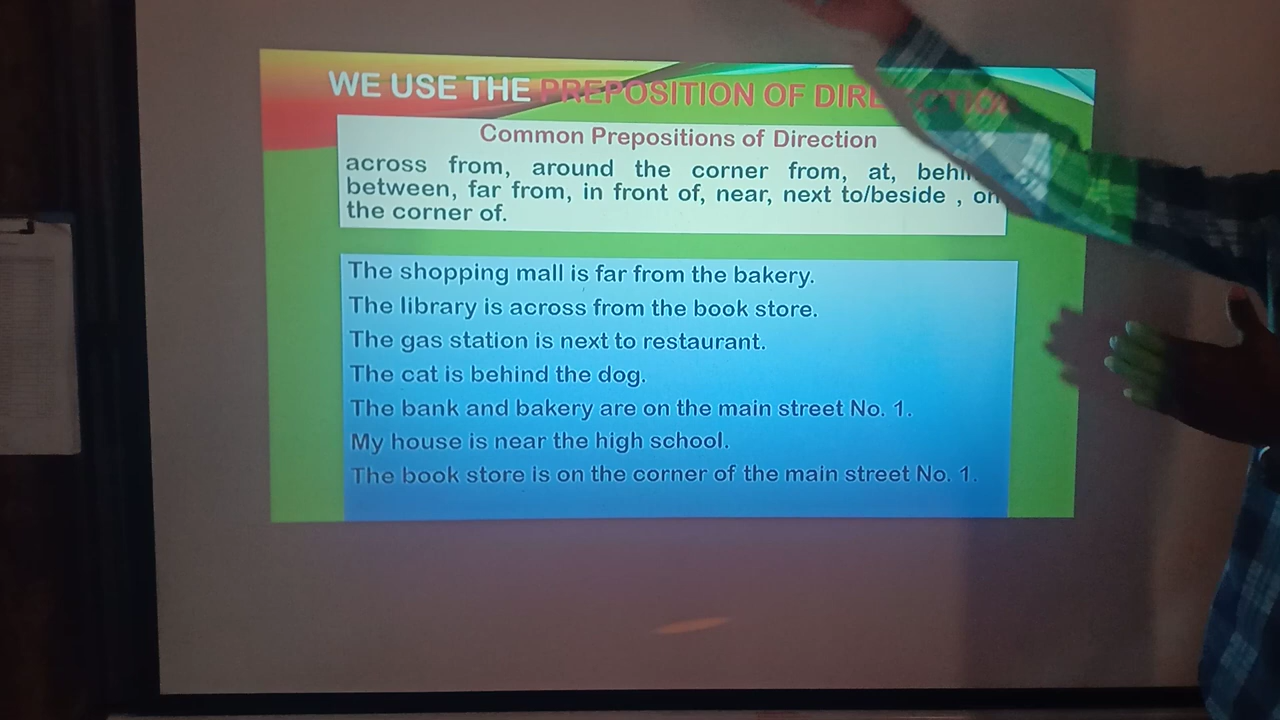 WE USE THE PREPOSITION OF DIRECTION
Common Prepositions of Direction
across from, around the corner from, at,
between, far from, in front of, near, next to/beside , on
the corner of.
The shopping mall is far from the bakery.
The library is across from the book store.
The gas station is next to restaurant.
The cat is behind the dog.
The bank and bakery are on the main street No. 1.
My house is near the high school.
The book store is on the corner of the main street No. 1.